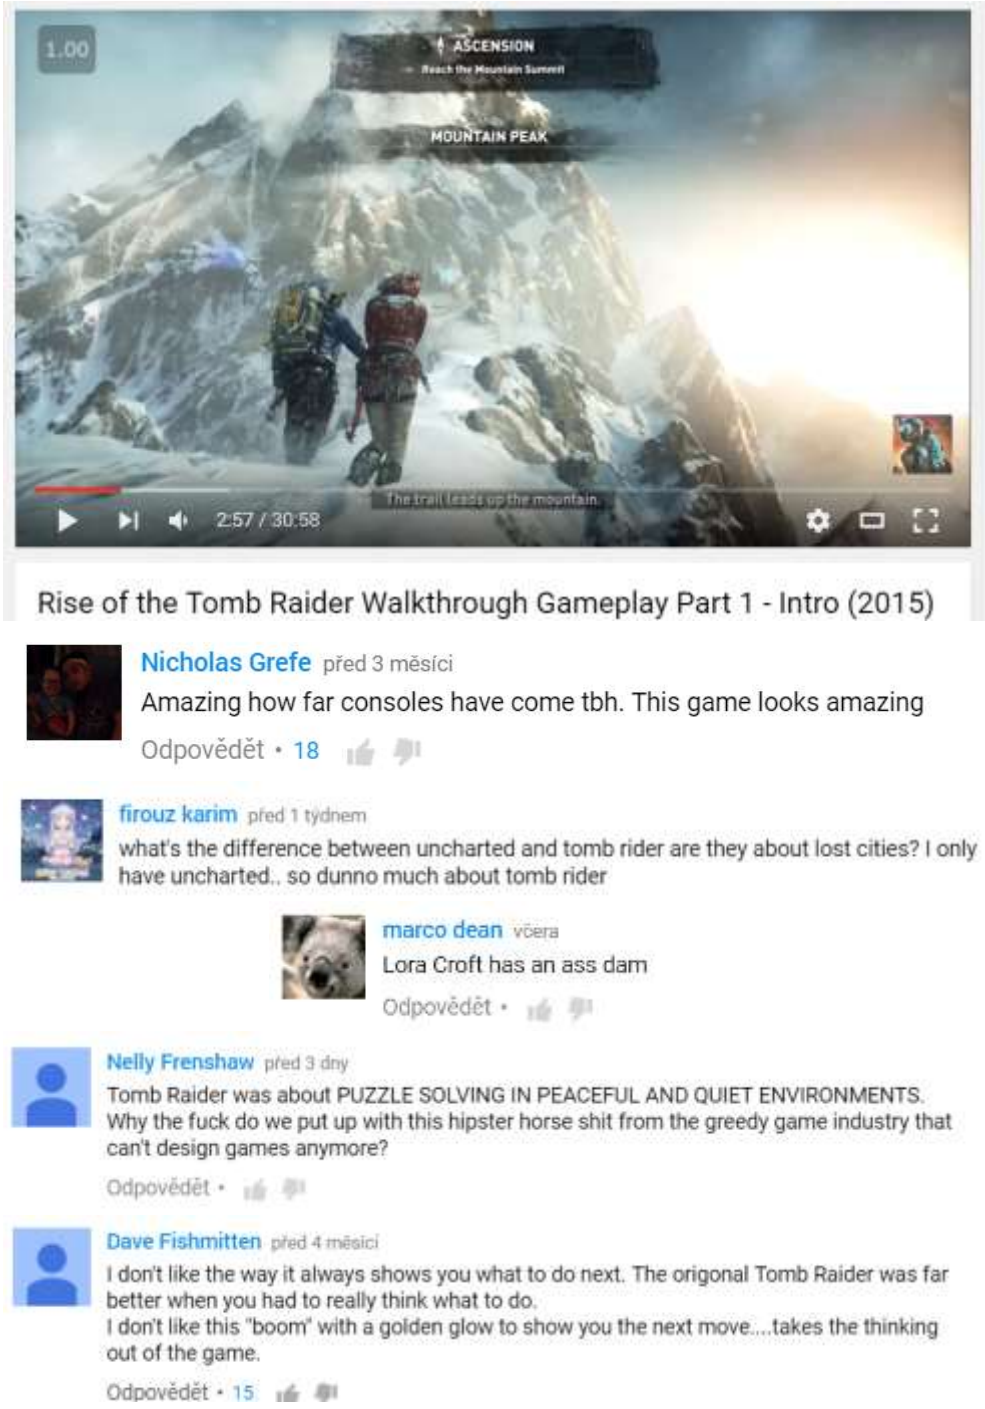 1.00
ASCENSION
Reach the Mountain Summit
MOUNTAIN PEAK
The trail leads up the mountain.
2:57 / 30:58
Rise of the Tomb Raider Walkthrough Gameplay Part 1 - Intro (2015)
Nicholas Grefe před 3 měsíci
Amazing how far consoles have come tbh. This game looks amazing
Odpovědět • 18
firouz karim před 1 týdnem
what's the difference between uncharted and tomb rider are they about lost cities? I only
have uncharted.. so dunno much about tomb rider
marco dean včera
Lora Croft has an ass dam
Odpovědět •
Nelly Frenshaw před 3 dny
Tomb Raider was about PUZZLE SOLVING IN PEACEFUL AND QUIET ENVIRONMENTS.
Why the fuck do we put up with this hipster horse shit from the greedy game industry that
can't design games anymore?
Odpovědět •
Dave Fishmitten před 4 měsíci
I don't like the way it always shows you what to do next. The origonal Tomb Raider was far
better when you had to really think what to do.
I don't like this "boom" with a golden glow to show you the next move....takes the thinking
out of the game.
Odpovědět • 15